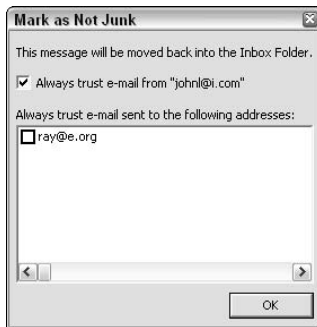 Mark as Not Junk
This message will be moved back into the Inbox Folder.
Always trust e-mail from "johnl@i.com"
Always trust e-mail sent to the following addresses:
ray@e.org
OK